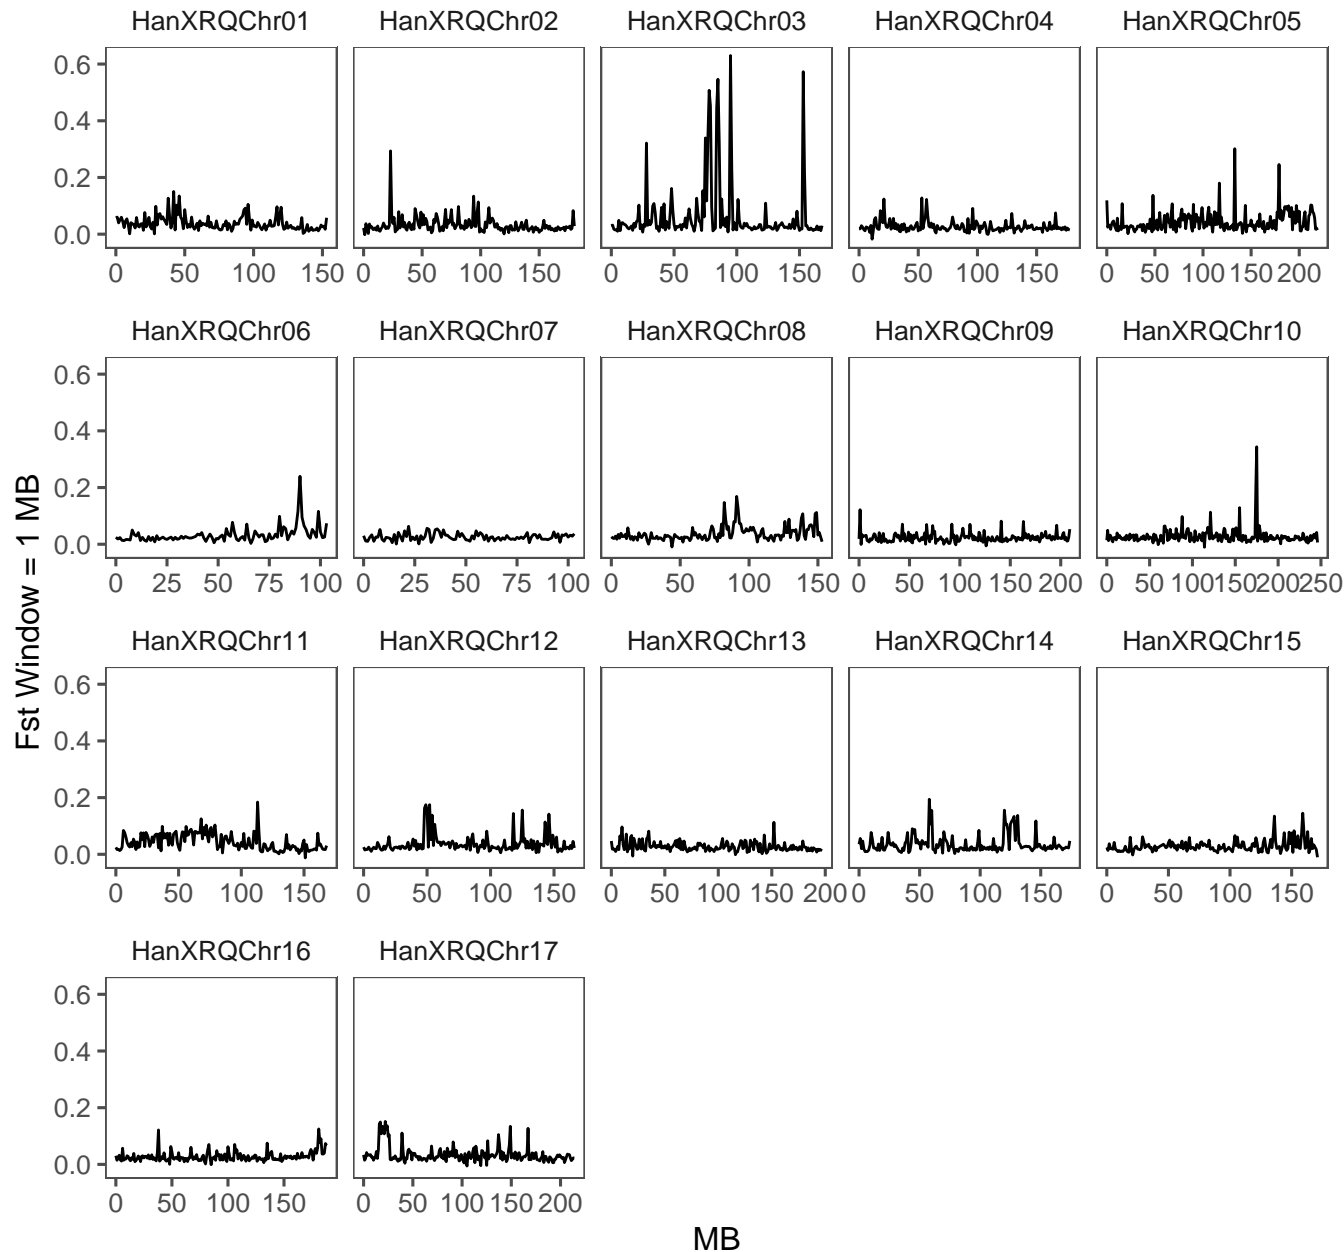 HanXRQChr01 HanXRQChr02 HanXRQChr03 HanXRQChr04 HanXRQChr05
0.6
0.4
0.2
0.0
0 50 100 150 0 50 100 150 0 50 100 150 0 50 100 150 0 50 100 150 200
HanXRQChr06 HanXRQChr07 HanXRQChr08 HanXRQChr09 HanXRQChr10
0.6
0.4
0.2
0.0
0 25 50 75 100 0 25 50 75 100 0 50 100 150 0 50 100 150 200 0 50 100 150 200 250
Fst Window = 1 MB
HanXRQChr11 HanXRQChr12 HanXRQChr13 HanXRQChr14 HanXRQChr15
0.6
0.4
0.2
0.0
0 50 100 150 0 50 100 150 0 50 100 150 200 0 50 100 150 0 50 100 150
HanXRQChr16 HanXRQChr17
0.6
0.4
0.2
0.0
0 50 100 150 0 50 100 150 200
MB